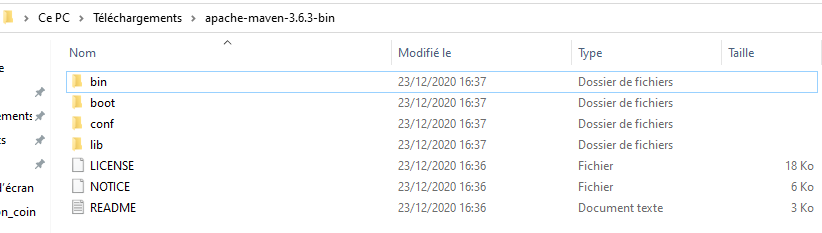 Ce PC > Téléchargements > apache-maven-3.6.3-bin
Nom Modifié le Type Taille
bin 23/12/2020 16:37 Dossier de fichiers
boot 23/12/2020 16:37 Dossier de fichiers
conf 23/12/2020 16:37 Dossier de fichiers
lib 23/12/2020 16:37 Dossier de fichiers
LICENSE 23/12/2020 16:36 Fichier 18 Ko
NOTICE 23/12/2020 16:36 Fichier 6 Ko
README 23/12/2020 16:36 Document texte 3 Ko
l'écran
on_coin